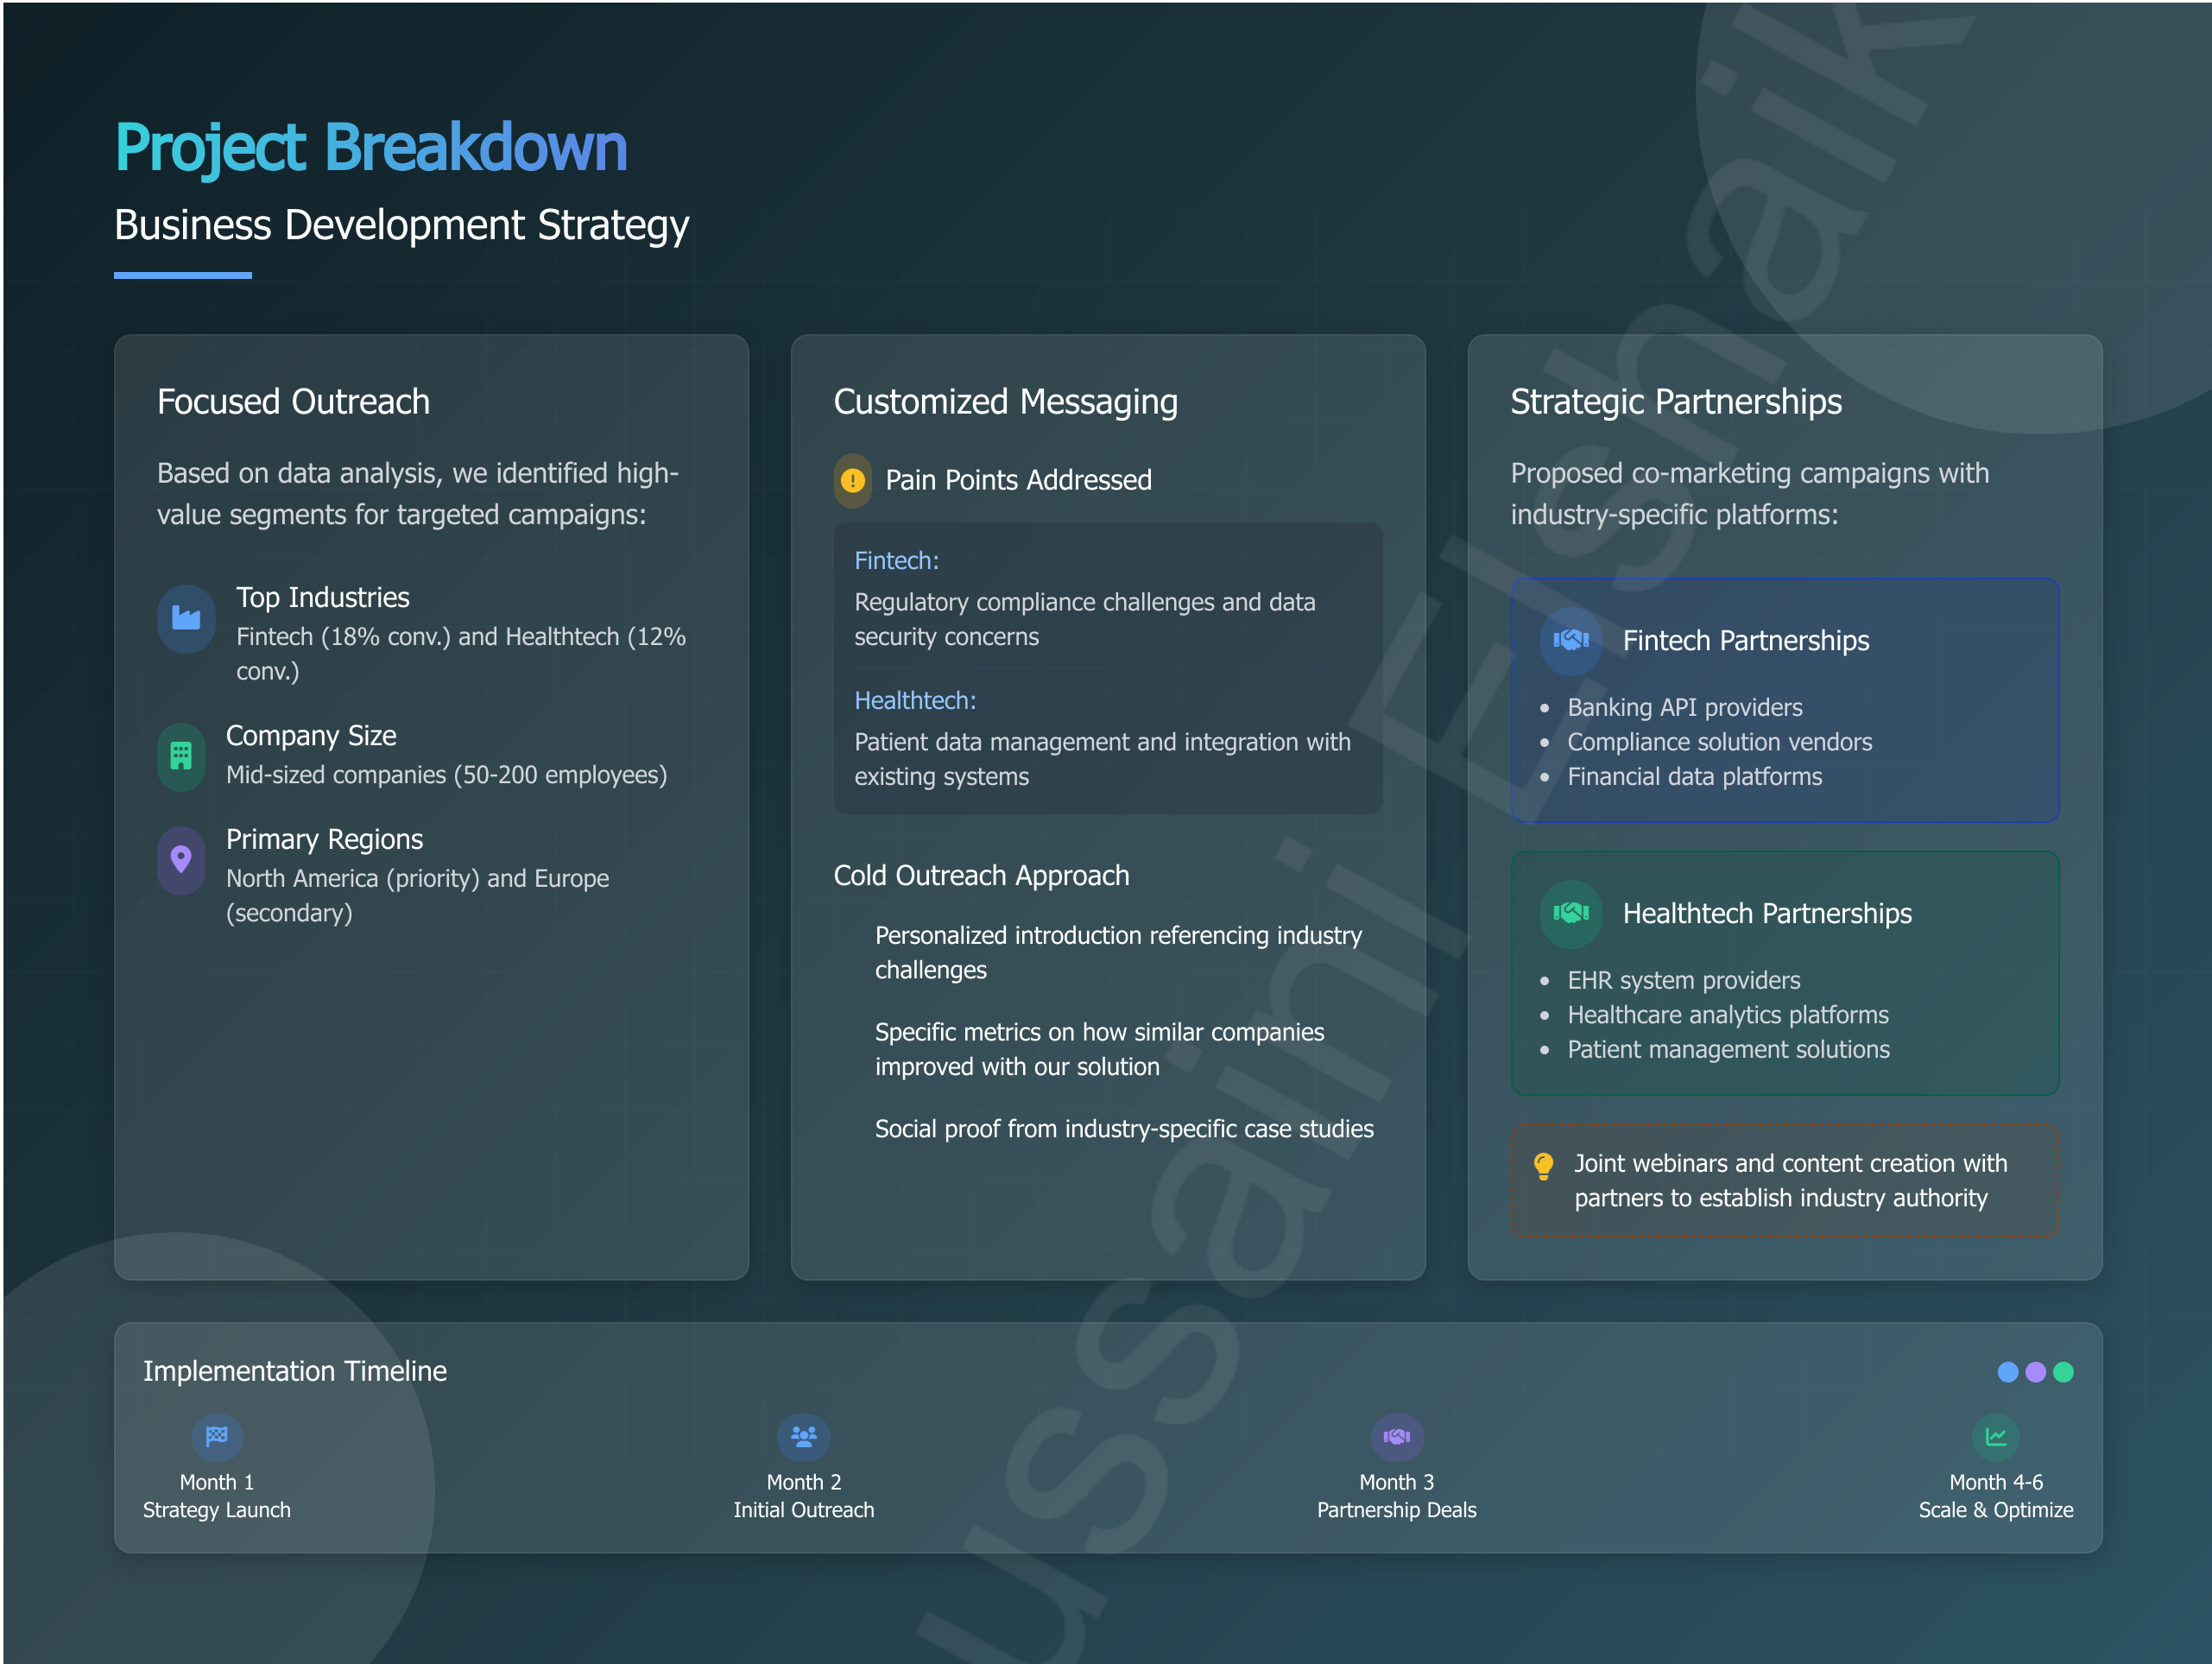 Project Breakdown
Business Development Strategy
Focused Outreach
Based on data analysis, we identified high-
value segments for targeted campaigns:
Top Industries
Fintech (18% conv.) and Healthtech (12%
conv.)
Company Size
Mid-sized companies (50-200 employees)
Primary Regions
North America (priority) and Europe
(secondary)
Customized Messaging
Pain Points Addressed
Fintech:
Regulatory compliance challenges and data
security concerns
Healthtech:
Patient data management and integration with
existing systems
Cold Outreach Approach
Personalized introduction referencing industry
challenges
Specific metrics on how similar companies
improved with our solution
Social proof from industry-specific case studies
Strategic Partnerships
Proposed co-marketing campaigns with
industry-specific platforms:
Fintech Partnerships
• Banking API providers
• Compliance solution vendors
• Financial data platforms
Healthtech Partnerships
• EHR system providers
• Healthcare analytics platforms
• Patient management solutions
Joint webinars and content creation with
partners to establish industry authority
Implementation Timeline
Month 1
Strategy Launch
Month 2
Initial Outreach
Month 3
Partnership Deals
Month 4-6
Scale & Optimize
ussaini Elshaik